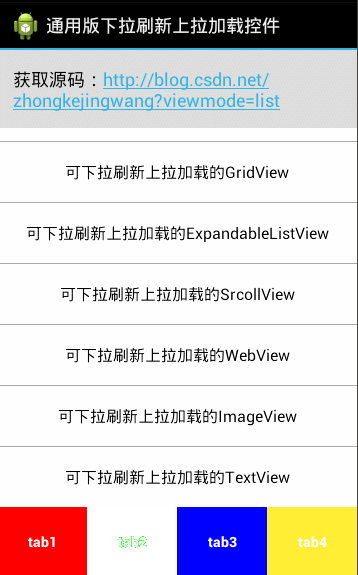 通用版下拉刷新上拉加载控件
获取源码：http://blog.csdn.net/
zhongkejingwang?viewmode=list
可下拉刷新上拉加载的GridView
可下拉刷新上拉加载的ExpandableListView
可下拉刷新上拉加载的SrcollView
可下拉刷新上拉加载的WebView
可下拉刷新上拉加载的ImageView
可下拉刷新上拉加载的TextView
tab1 tab2 tab3 tab4